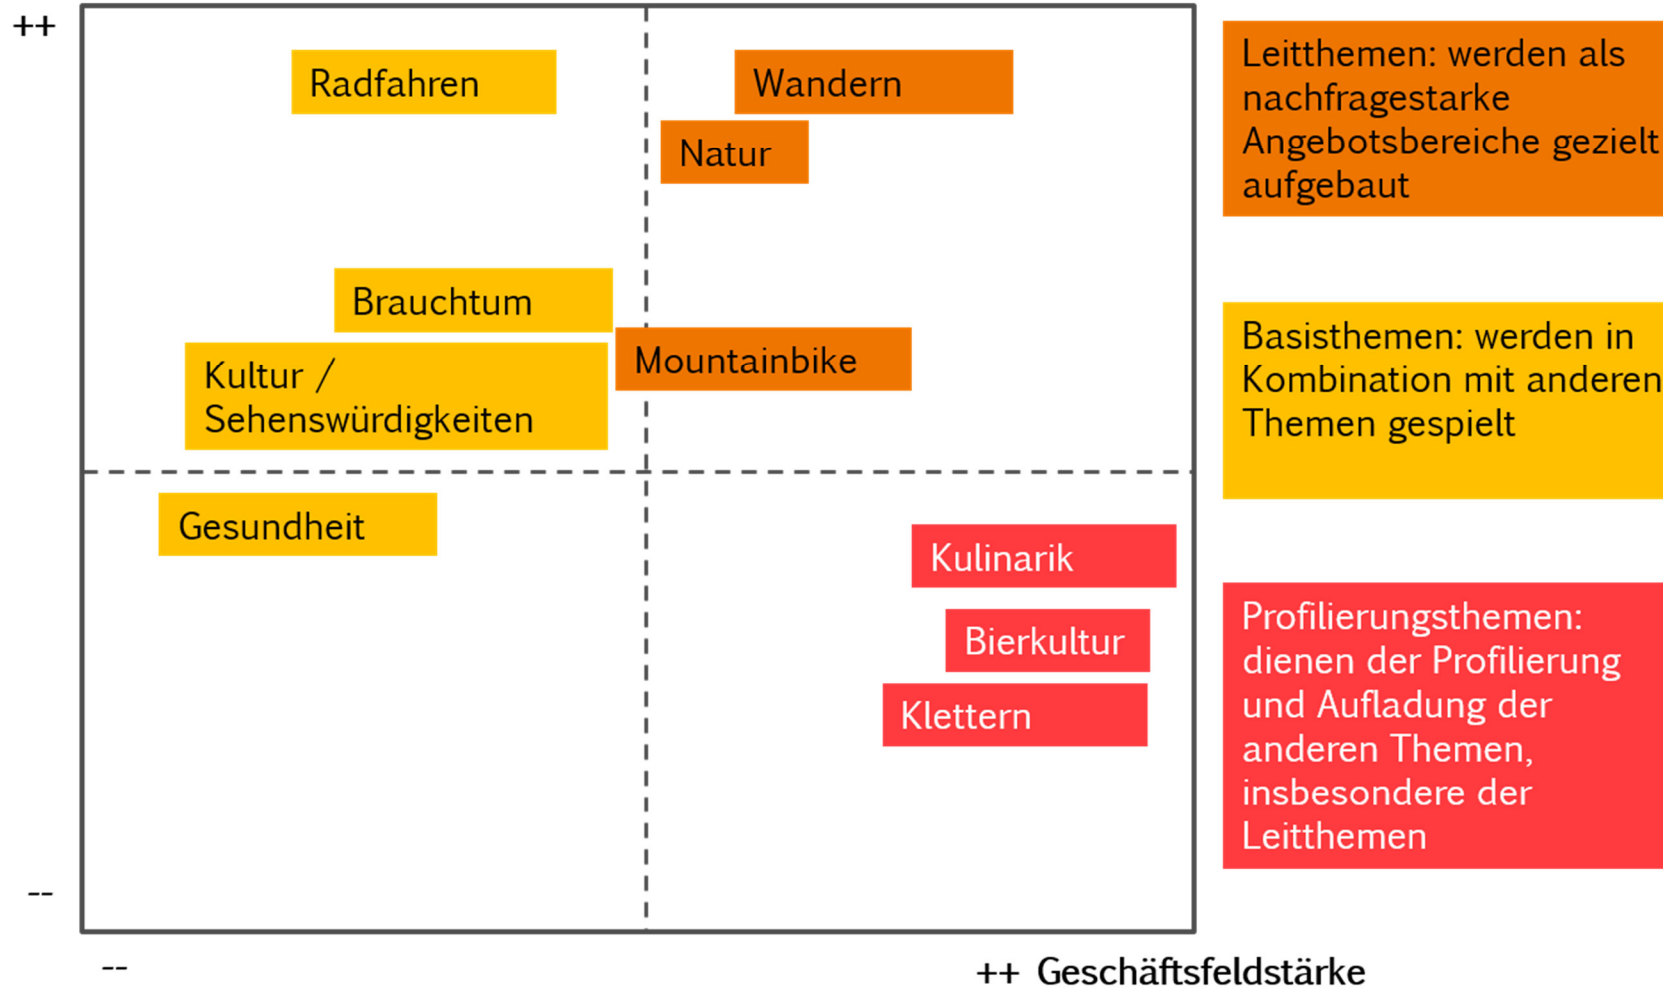 ++
Radfahren
Wandern
Natur
Brauchtum
Mountainbike
Kultur /
Sehenswürdigkeiten
Gesundheit
Kulinarik
Bierkultur
Klettern
--
--
++ Geschäftsfeldstärke
Leitthemen: werden als
nachfragestarke
Angebotsbereiche gezielt
aufgebaut
Basisthemen: werden in
Kombination mit anderen
Themen gespielt
Profilierungsthemen:
dienen der Profilierung
und Aufladung der
anderen Themen,
insbesondere der
Leitthemen